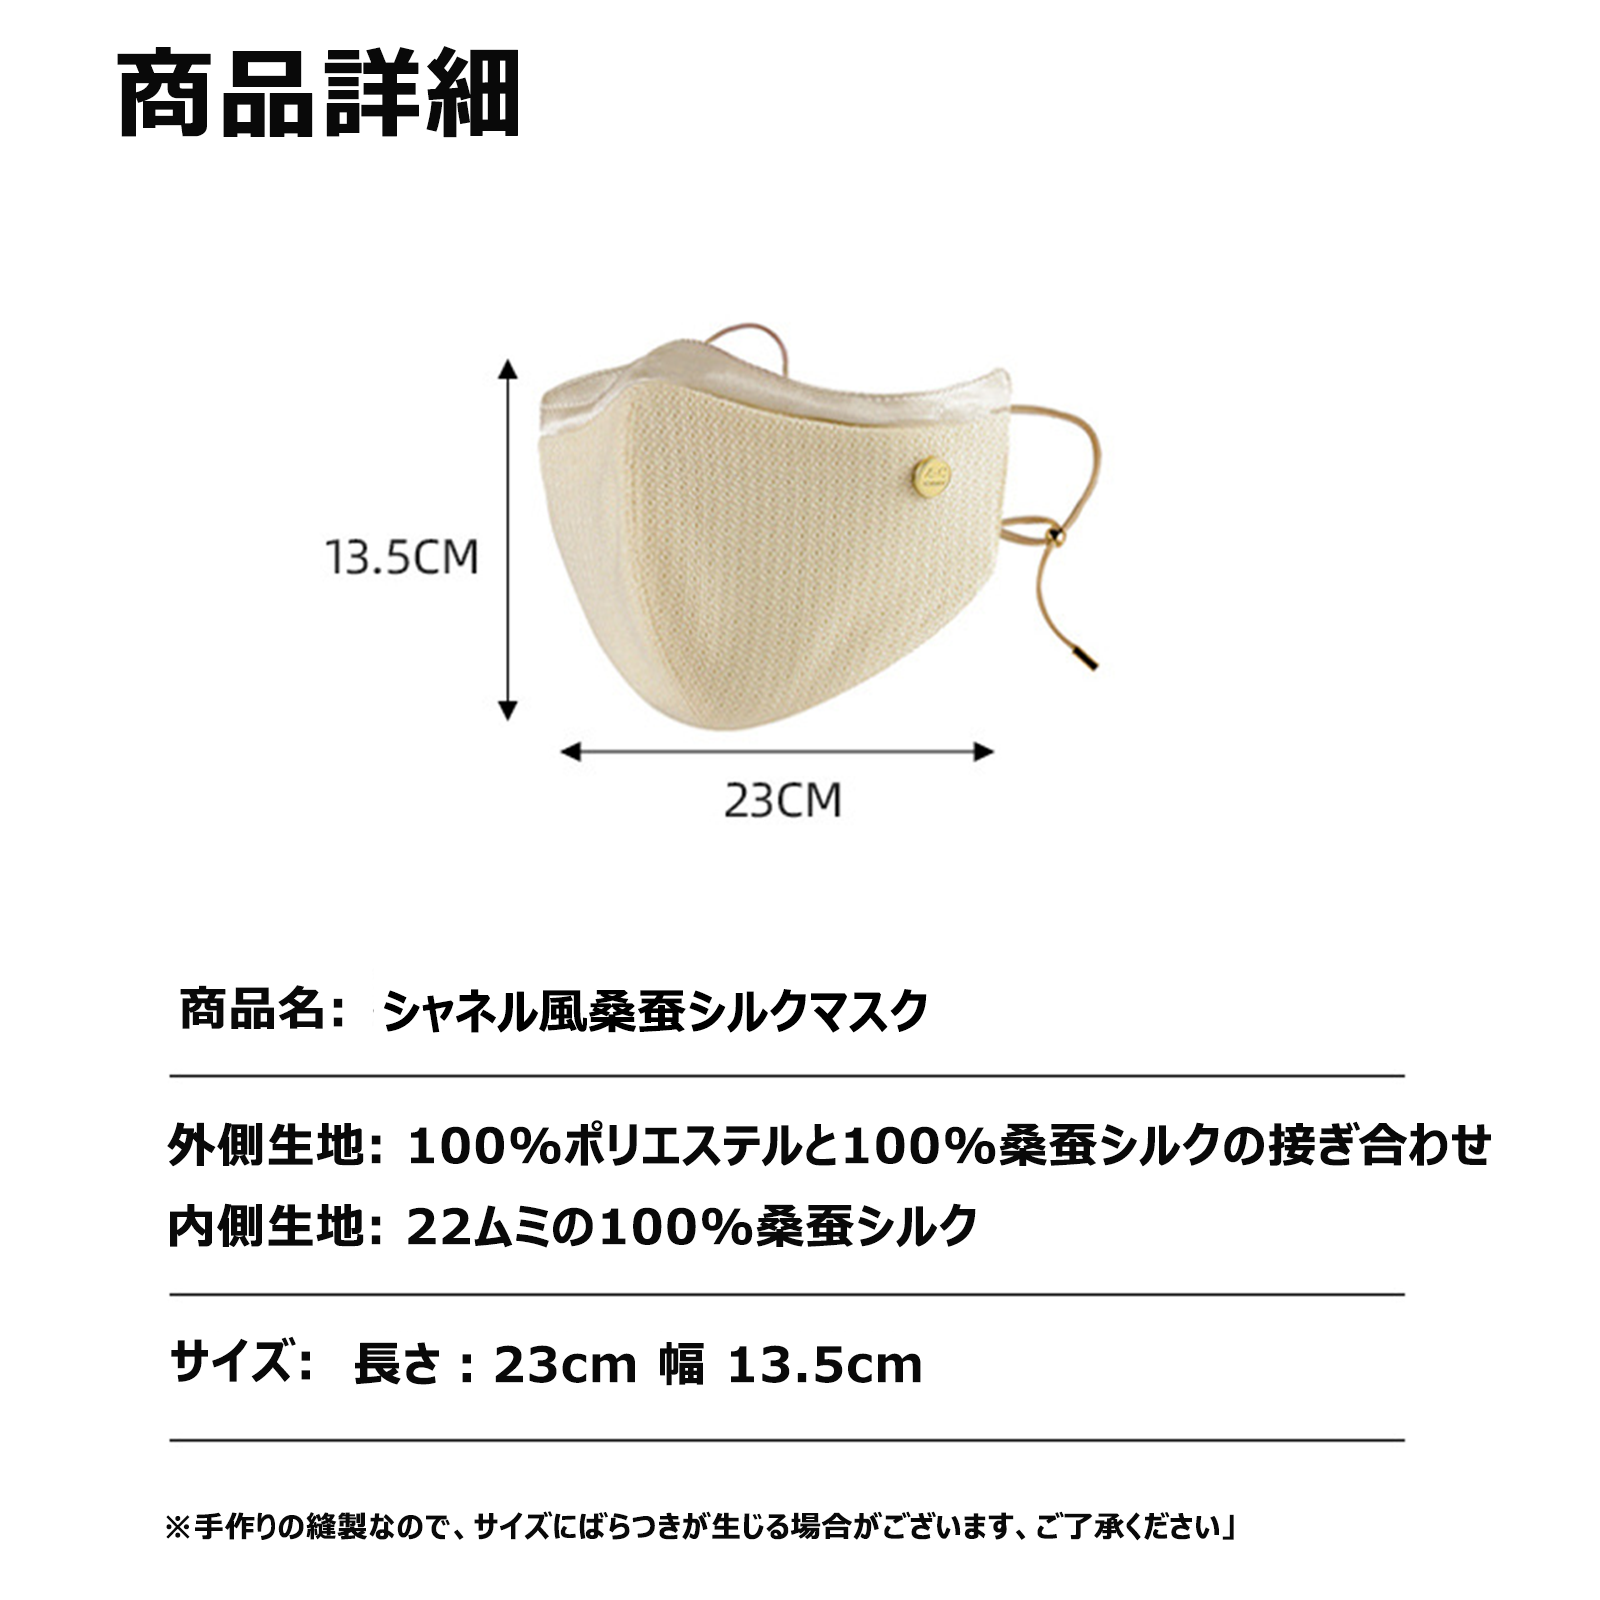 商品詳細
13.5CM
23CM
商品名: シャネル風桑蚕シルクマスク
外側生地: 100%ポリエステルと100%桑蚕シルクの接ぎ合わせ
内側生地: 22ムミの100%桑蚕シルク
サイズ: 長さ : 23cm 幅 13.5cm
※手作りの縫製なので、サイズにばらつきが生じる場合がございます、ご了承ください」